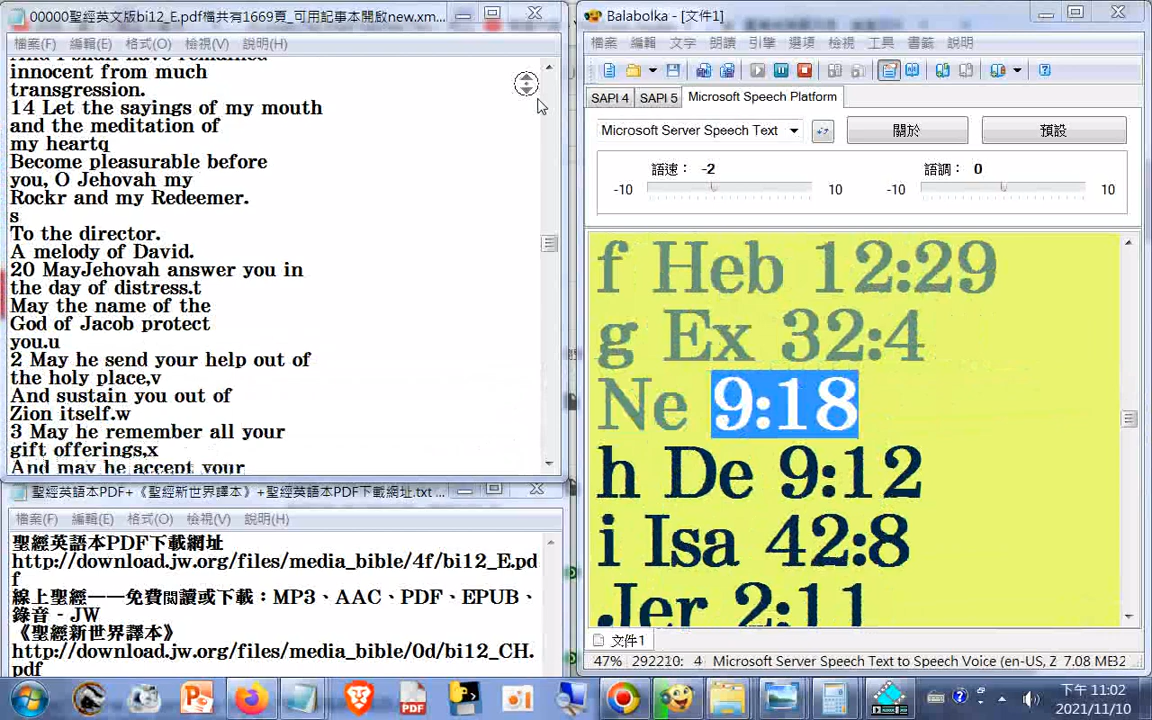 00000聖經英文版bi12_E.pdf檔共有1669頁_可用記事本開啟new.xm...
檔案(F) 編輯(E) 格式(O) 檢視(V) 說明(H)
innocent from much
transgression.
14 Let the sayings of my mouth
and the meditation of
my heartq
Become pleasurable before
you, O Jehovah my
Rockr and my Redeemer.
s
To the director.
A melody of David.
20 MayJehovah answer you in
the day of distress.t
May the name of the
God of Jacob protect
you.u
2 May he send your help out of
the holy place,v
And sustain you out of
Zion itself.w
3 May he remember all your
gift offerings,x
And may he accept your
聖經英語本PDF+《聖經新世界譯本》+聖經英語本PDF下載網址.txt ...
檔案(F) 編輯(E) 格式(O) 檢視(V) 說明(H)
聖經英語本PDF下載網址
http://download.jw.org/files/media_bible/4f/bi12_E.pd
f
線上聖經——免費閱讀或下載：MP3、AAC、PDF、EPUB、
錄音 - JW
《聖經新世界譯本》
http://download.jw.org/files/media_bible/0d/bi12_CH.
pdf
Balabolka - [文件1]
檔案 編輯 文字 朗讀 引擎 選項 檢視 工具 書籤 說明
SAPI 4 SAPI 5 Microsoft Speech Platform
Microsoft Server Speech Text 關於 預設
語速： -2 語調： 0
-10 10 -10 10
f Heb 12:29
g Ex 32:4
Ne 9:18
h De 9:12
i Isa 42:8
Jer 2:11
文件1
47% 292210: 4 Microsoft Server Speech Text to Speech Voice (en-US, Z 7.08 MB
下午 11:02
2021/11/10